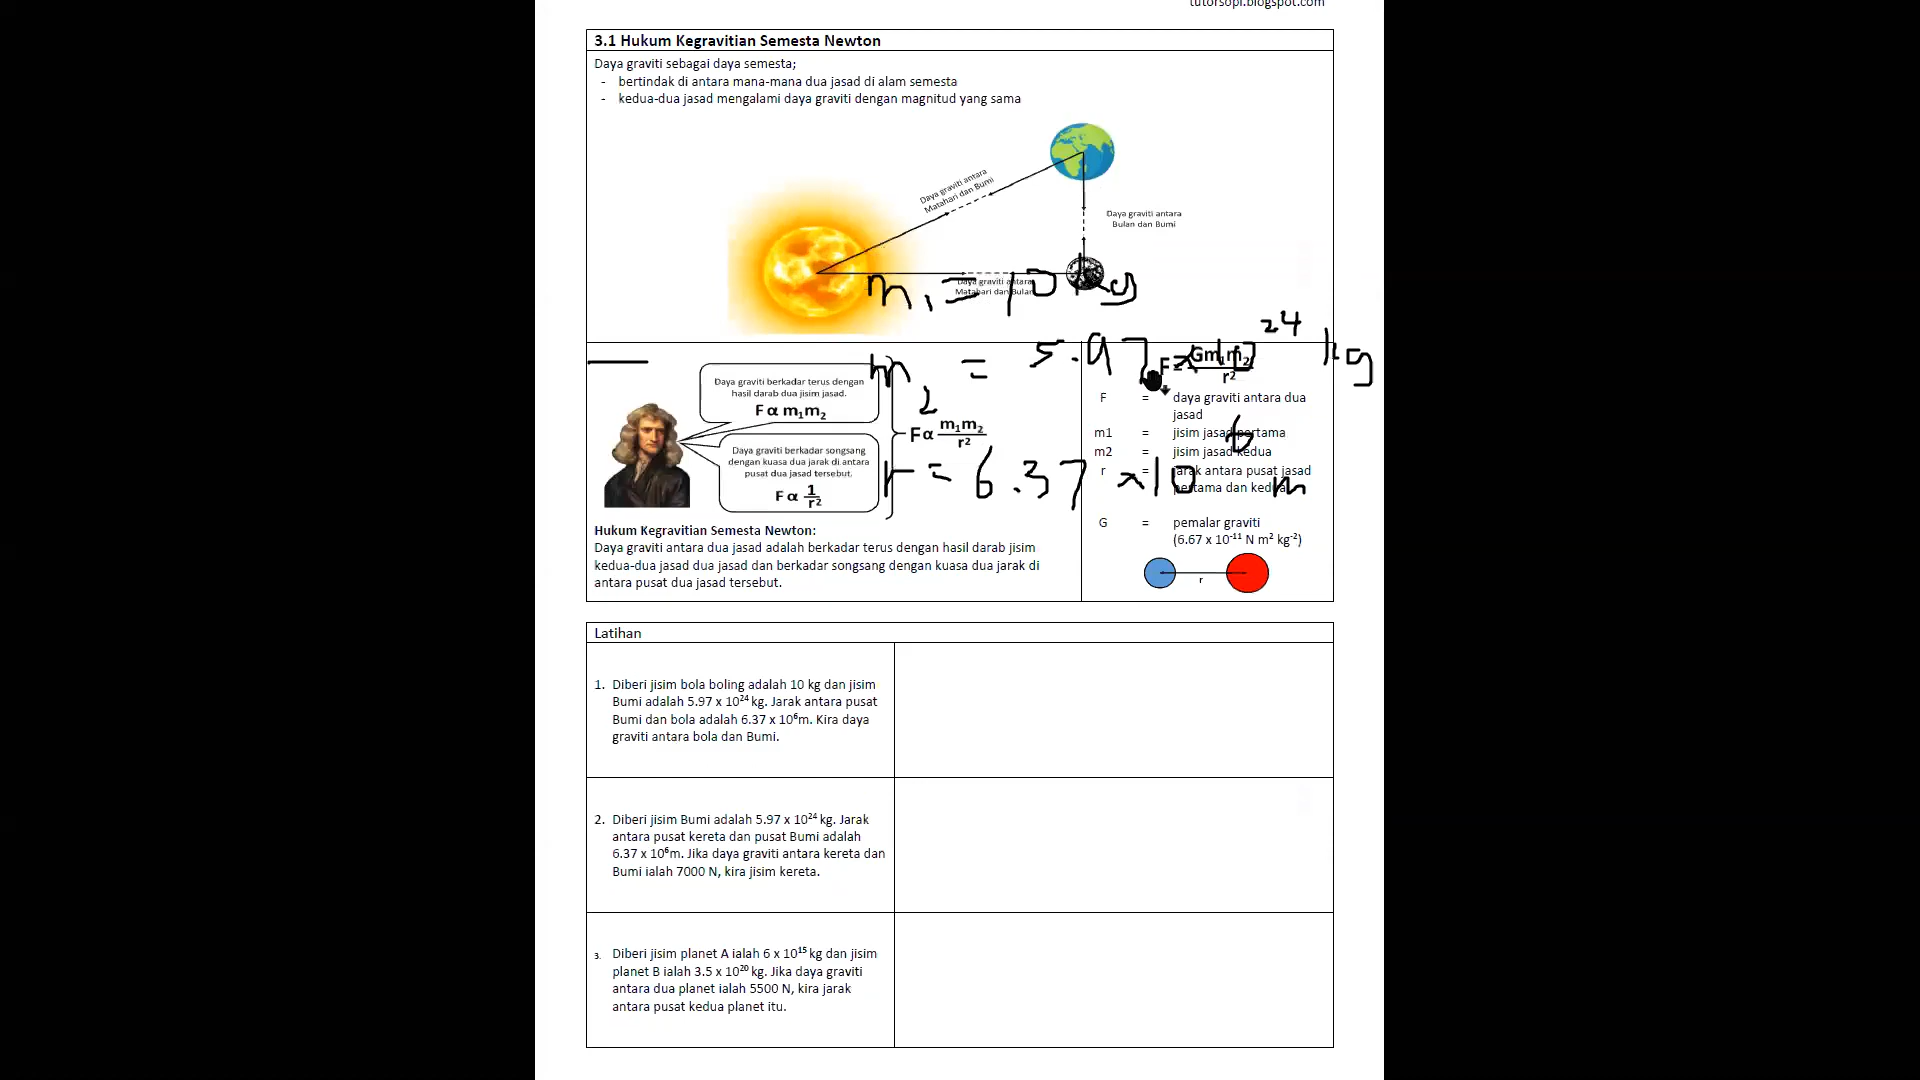 tutorsopi.blogspot.com
3.1 Hukum Kegravitian Semesta Newton
Daya graviti sebagai daya semesta;
- bertindak di antara mana-mana dua jasad di alam semesta
- kedua-dua jasad mengalami daya graviti dengan magnitud yang sama
Daya graviti antara
Matahari dan Bumi
Daya graviti antara
Bulan dan Bumi
Daya graviti antara
Matahari dan Bulan
m₁ = 10 kg
m₂ = 5.97 x 10²⁴ kg
r = 6.37 x 10⁶ m
Daya graviti berkadar terus dengan
hasil darab dua jisim jasad.
F α m₁m₂
Daya graviti berkadar songsang
dengan kuasa dua jarak di antara
pusat dua jasad tersebut.
F α 1/r²
F α m₁m₂/r²
Hukum Kegravitian Semesta Newton:
Daya graviti antara dua jasad adalah berkadar terus dengan hasil darab jisim
kedua-dua jasad dua jasad dan berkadar songsang dengan kuasa dua jarak di
antara pusat dua jasad tersebut.
F = Gm₁m₂/r²
F = daya graviti antara dua
jasad
m1 = jisim jasad pertama
m2 = jisim jasad kedua
r = jarak antara pusat jasad
pertama dan kedua
G = pemalar graviti
(6.67 x 10⁻¹¹ N m² kg⁻²)
r
Latihan
1. Diberi jisim bola boling adalah 10 kg dan jisim
Bumi adalah 5.97 x 10²⁴ kg. Jarak antara pusat
Bumi dan bola adalah 6.37 x 10⁶m. Kira daya
graviti antara bola dan Bumi.
2. Diberi jisim Bumi adalah 5.97 x 10²⁴ kg. Jarak
antara pusat kereta dan pusat Bumi adalah
6.37 x 10⁶m. Jika daya graviti antara kereta dan
Bumi ialah 7000 N, kira jisim kereta.
3. Diberi jisim planet A ialah 6 x 10¹⁵ kg dan jisim
planet B ialah 3.5 x 10²⁰ kg. Jika daya graviti
antara dua planet ialah 5500 N, kira jarak
antara pusat kedua planet itu.